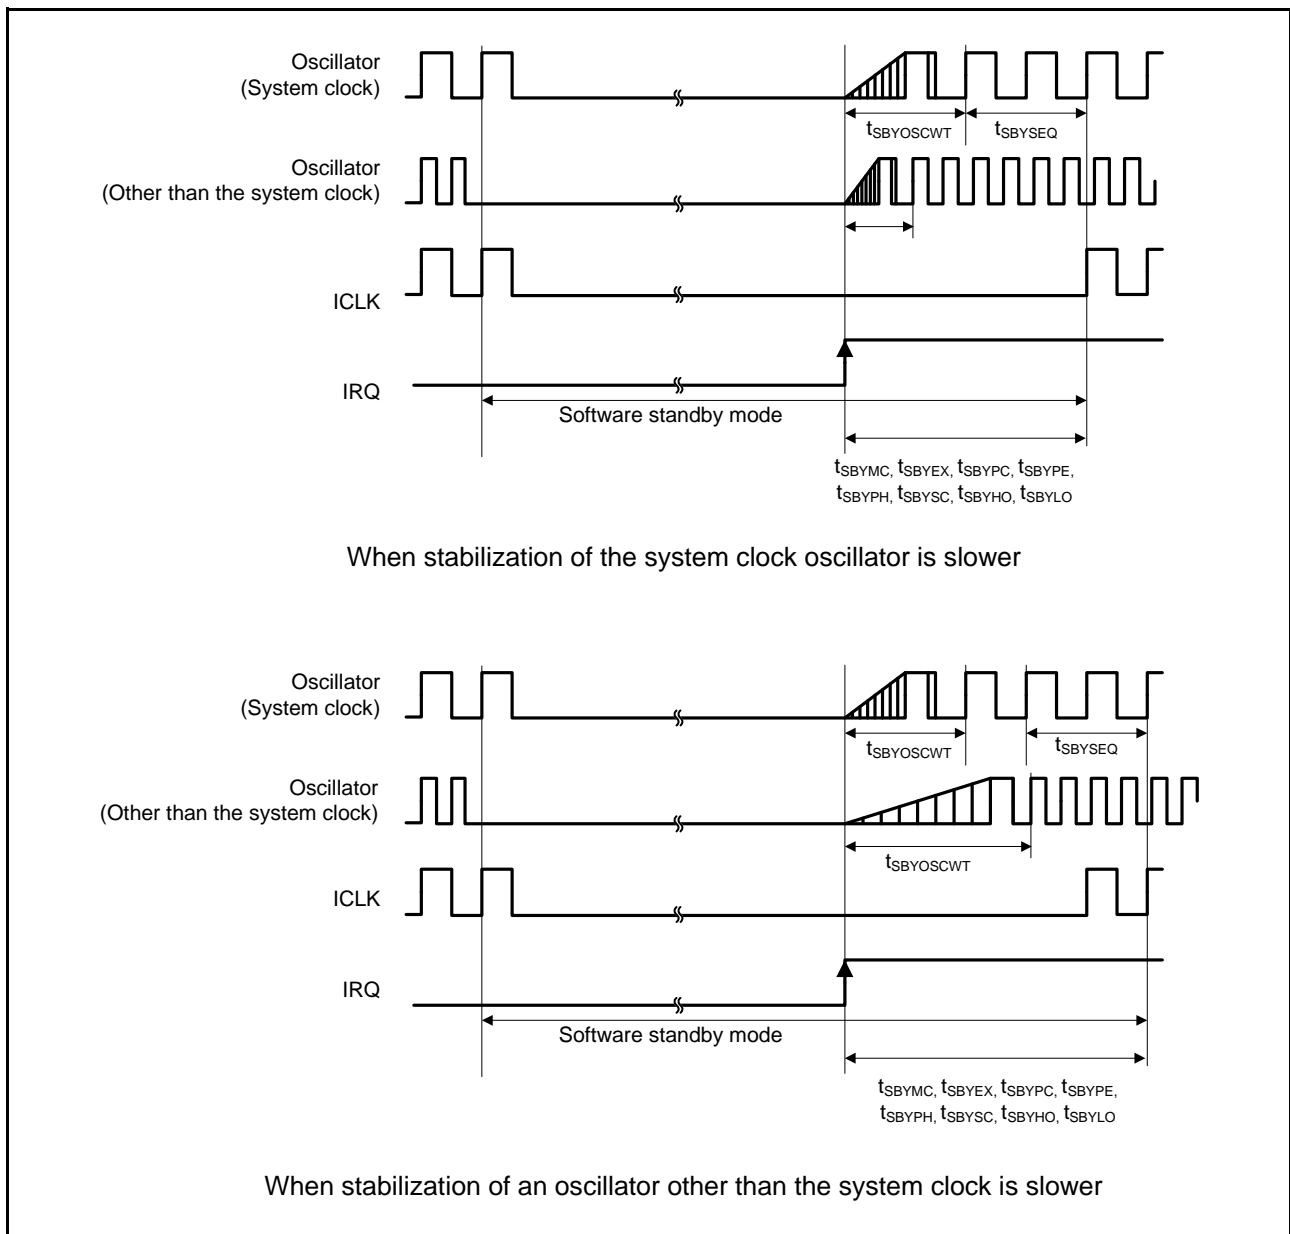 Oscillator
(System clock)
tSBYOSCWT
tSBYSEQ
Oscillator
(Other than the system clock)
ICLK
IRQ
Software standby mode
tSBYMC, tSBYEX, tSBYPC, tSBYPE,
tSBYPH, tSBYSC, tSBYHO, tSBYLO
When stabilization of the system clock oscillator is slower
Oscillator
(System clock)
tSBYOSCWT
tSBYSEQ
Oscillator
(Other than the system clock)
tSBYOSCWT
ICLK
IRQ
Software standby mode
tSBYMC, tSBYEX, tSBYPC, tSBYPE,
tSBYPH, tSBYSC, tSBYHO, tSBYLO
When stabilization of an oscillator other than the system clock is slower